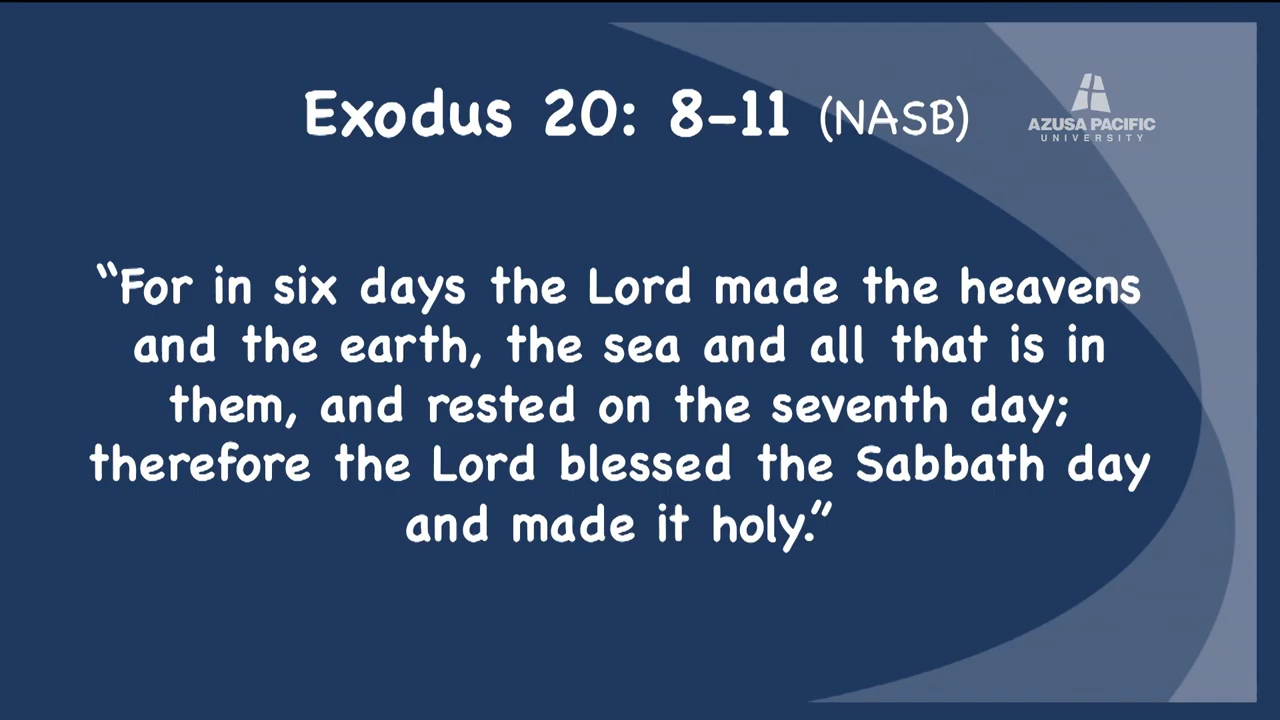 Exodus 20: 8-11 (NASB)
AZUSA PACIFIC
UNIVERSITY
“For in six days the Lord made the heavens
and the earth, the sea and all that is in
them, and rested on the seventh day;
therefore the Lord blessed the Sabbath day
and made it holy.”